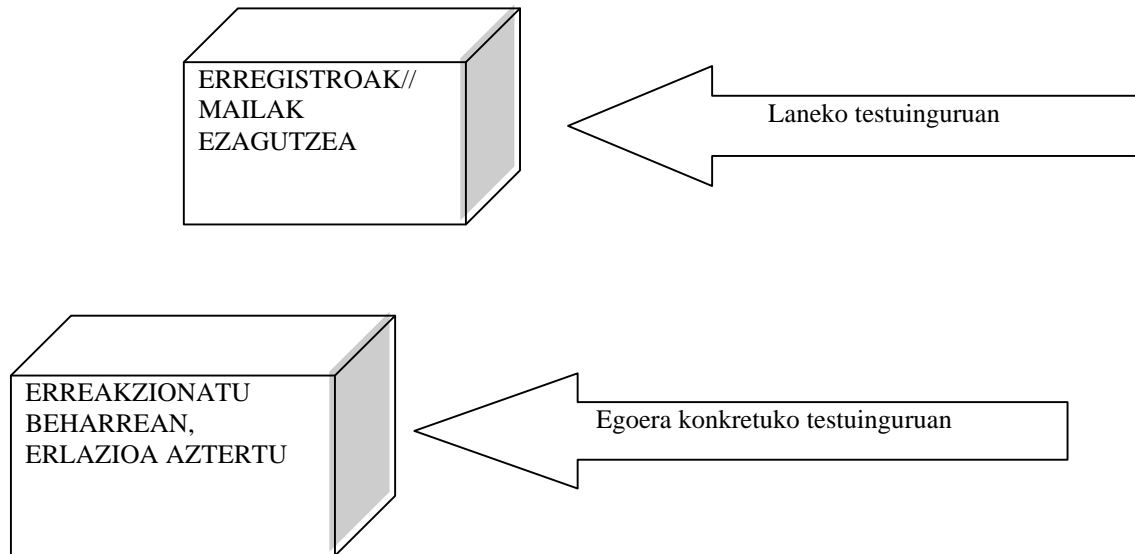 ERREGISTROAK//
MAILAK
EZAGUTZEA
Laneko testuinguruan
ERREAKZIONATU
BEHARREAN,
ERLAZIOA AZTERTU
Egoera konkretuko testuinguruan